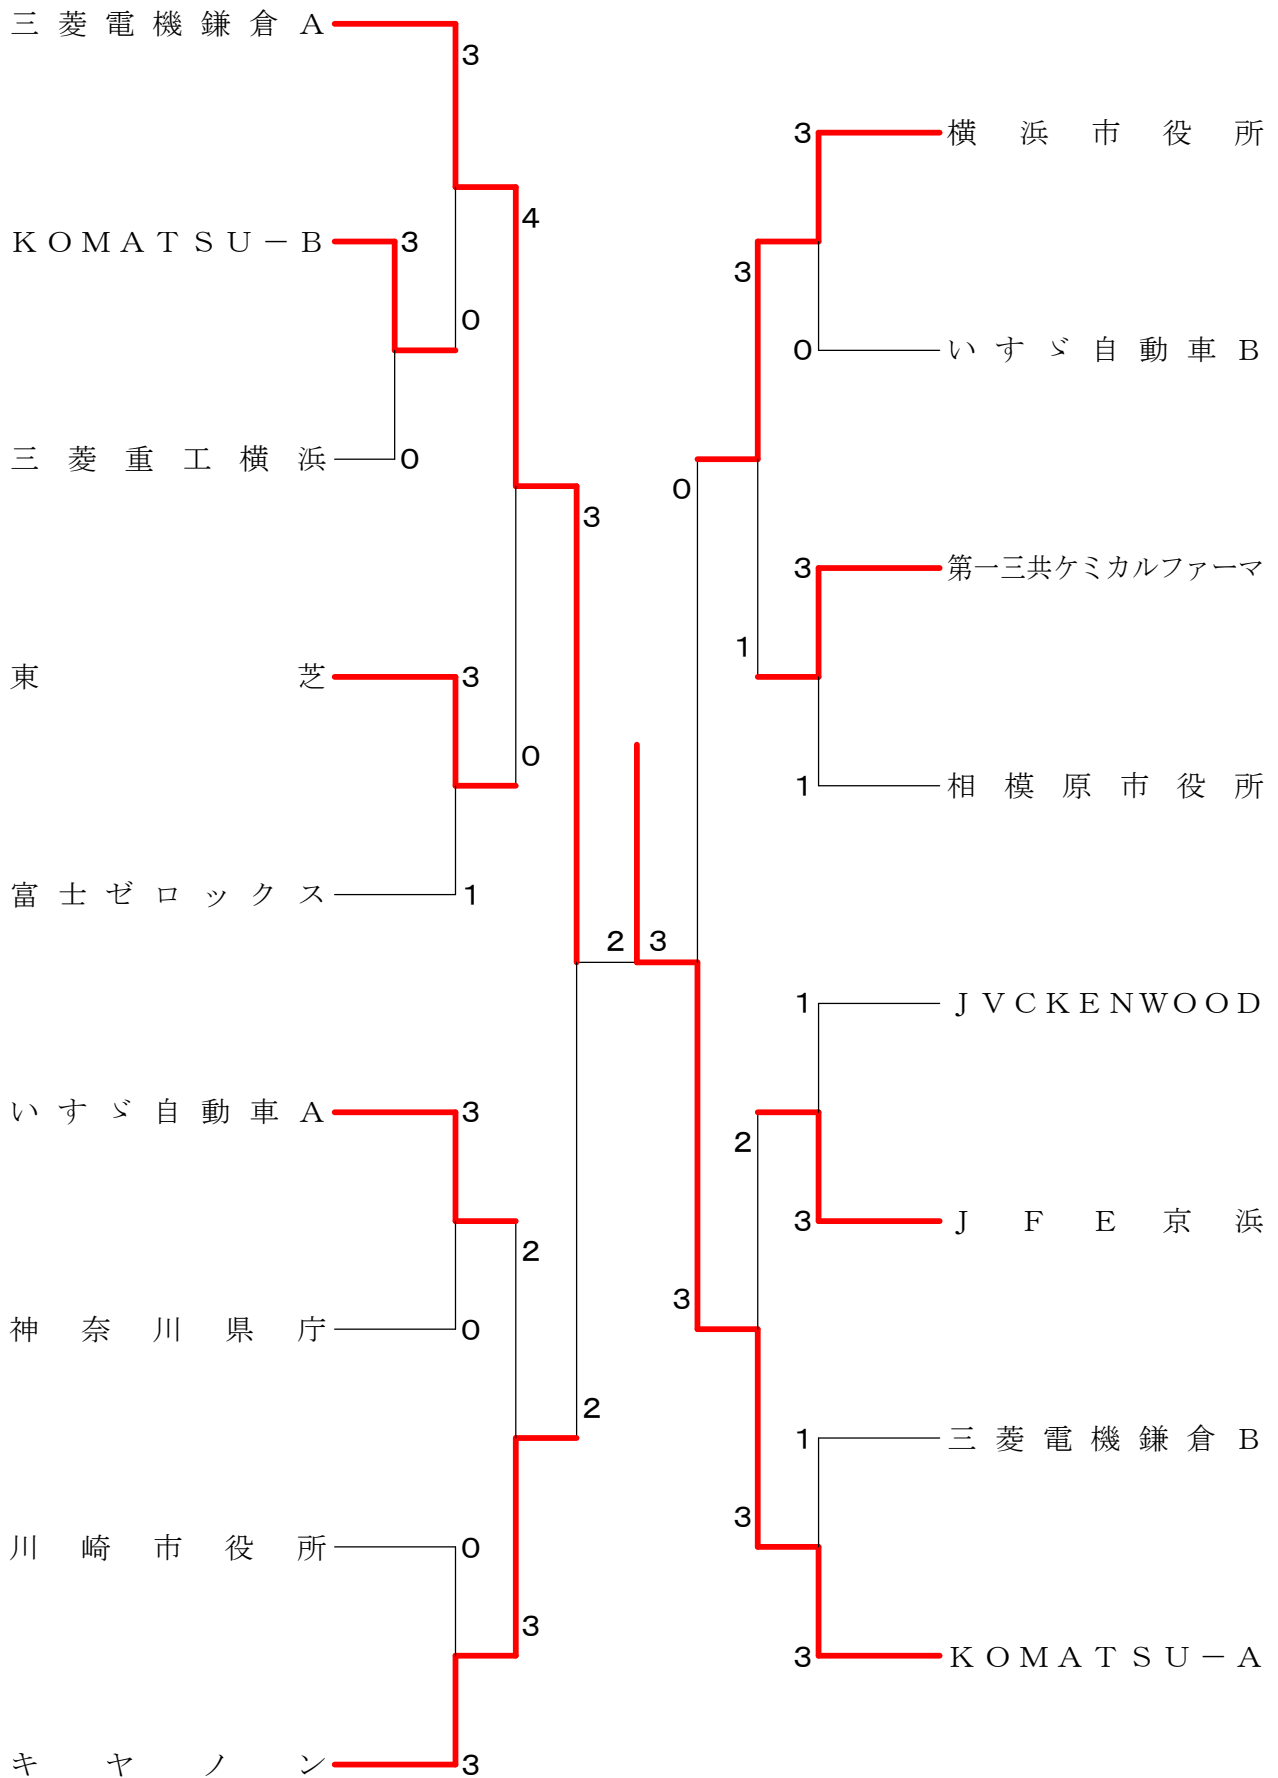 三菱電機鎌倉A
3
3
横浜市役所
4
KOMATSU－B
3
3
0
0
いすゞ自動車B
三菱重工横浜
0
0
3
3
第一三共ケミカルファーマ
1
東芝
3
0
1
相模原市役所
富士ゼロックス
1
2
3
1
JVCKENWOOD
いすゞ自動車A
3
2
3
JFE京浜
2
3
神奈川県庁
0
2
1
三菱電機鎌倉B
3
川崎市役所
0
3
3
KOMATSU－A
キヤノン
3